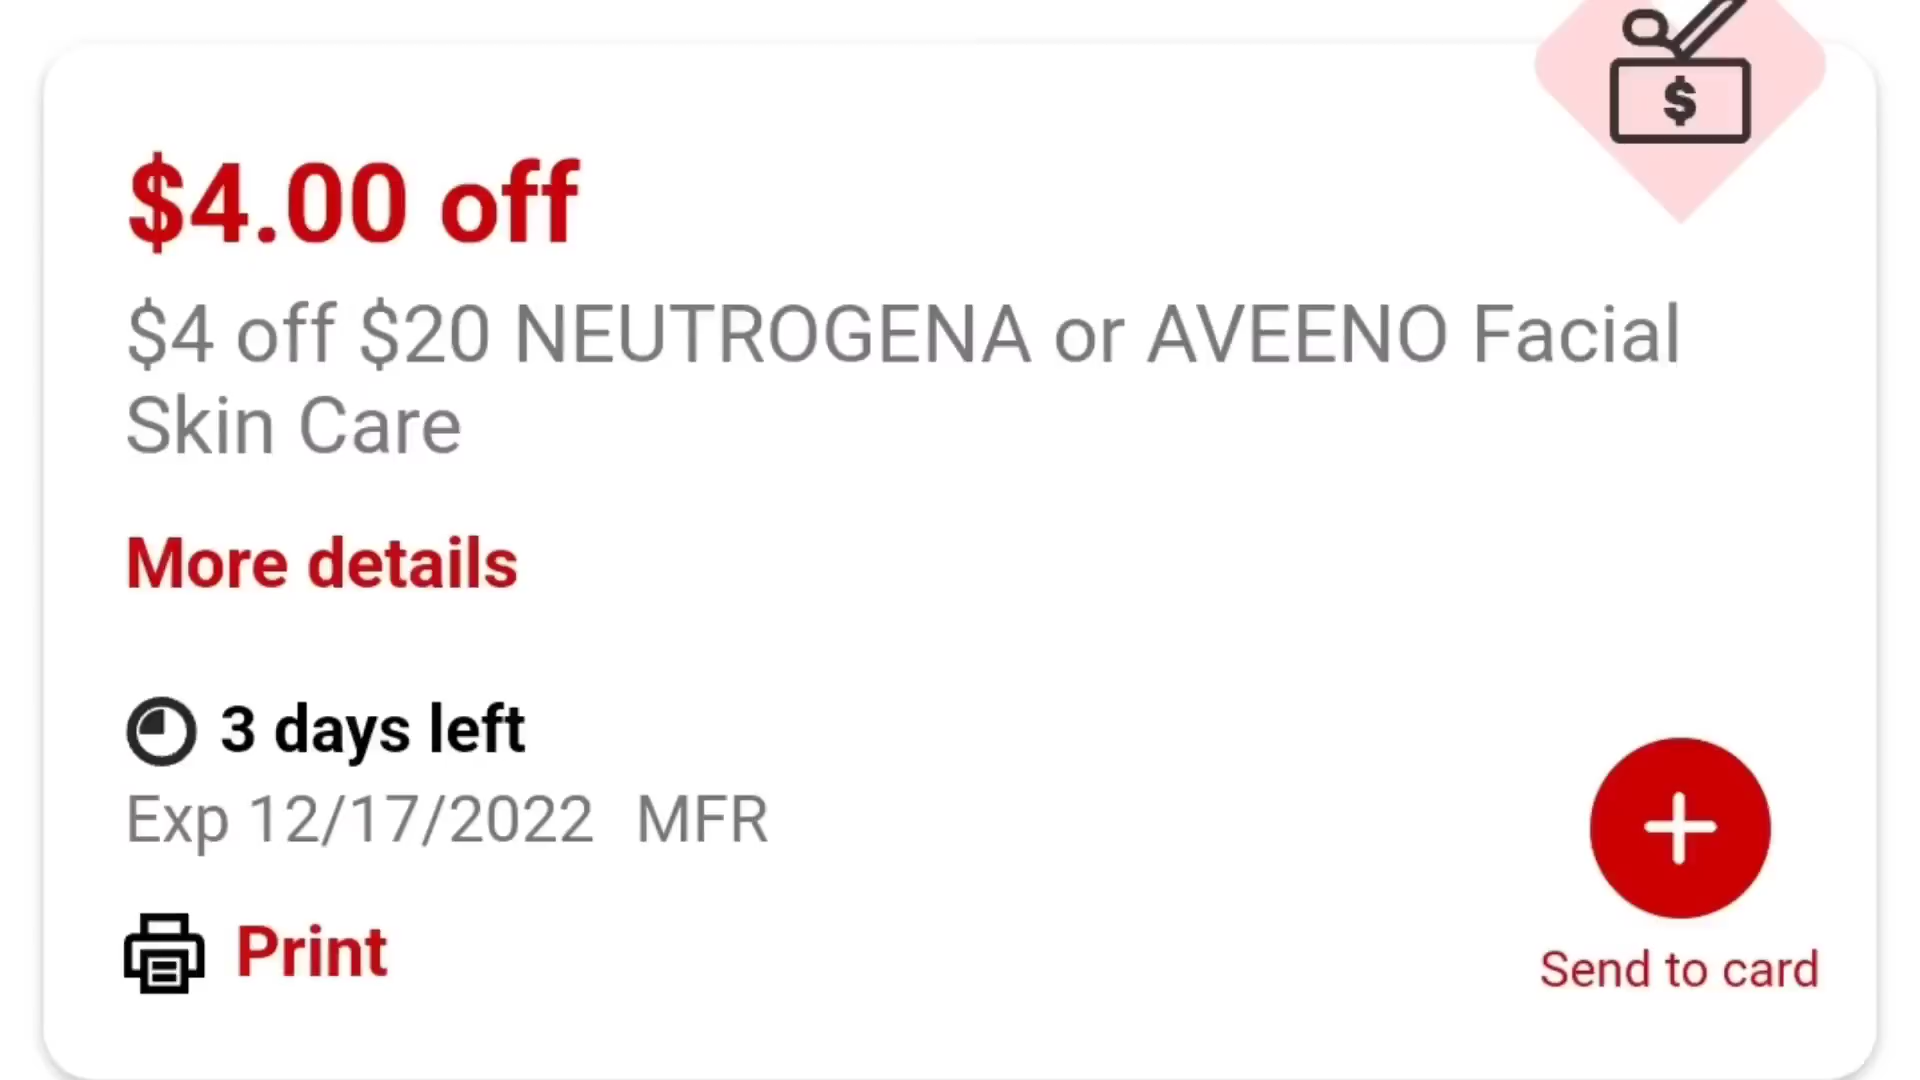 $
$4.00 off
$4 off $20 NEUTROGENA or AVEENO Facial
Skin Care
More details
3 days left
Exp 12/17/2022 MFR
Print
Send to card